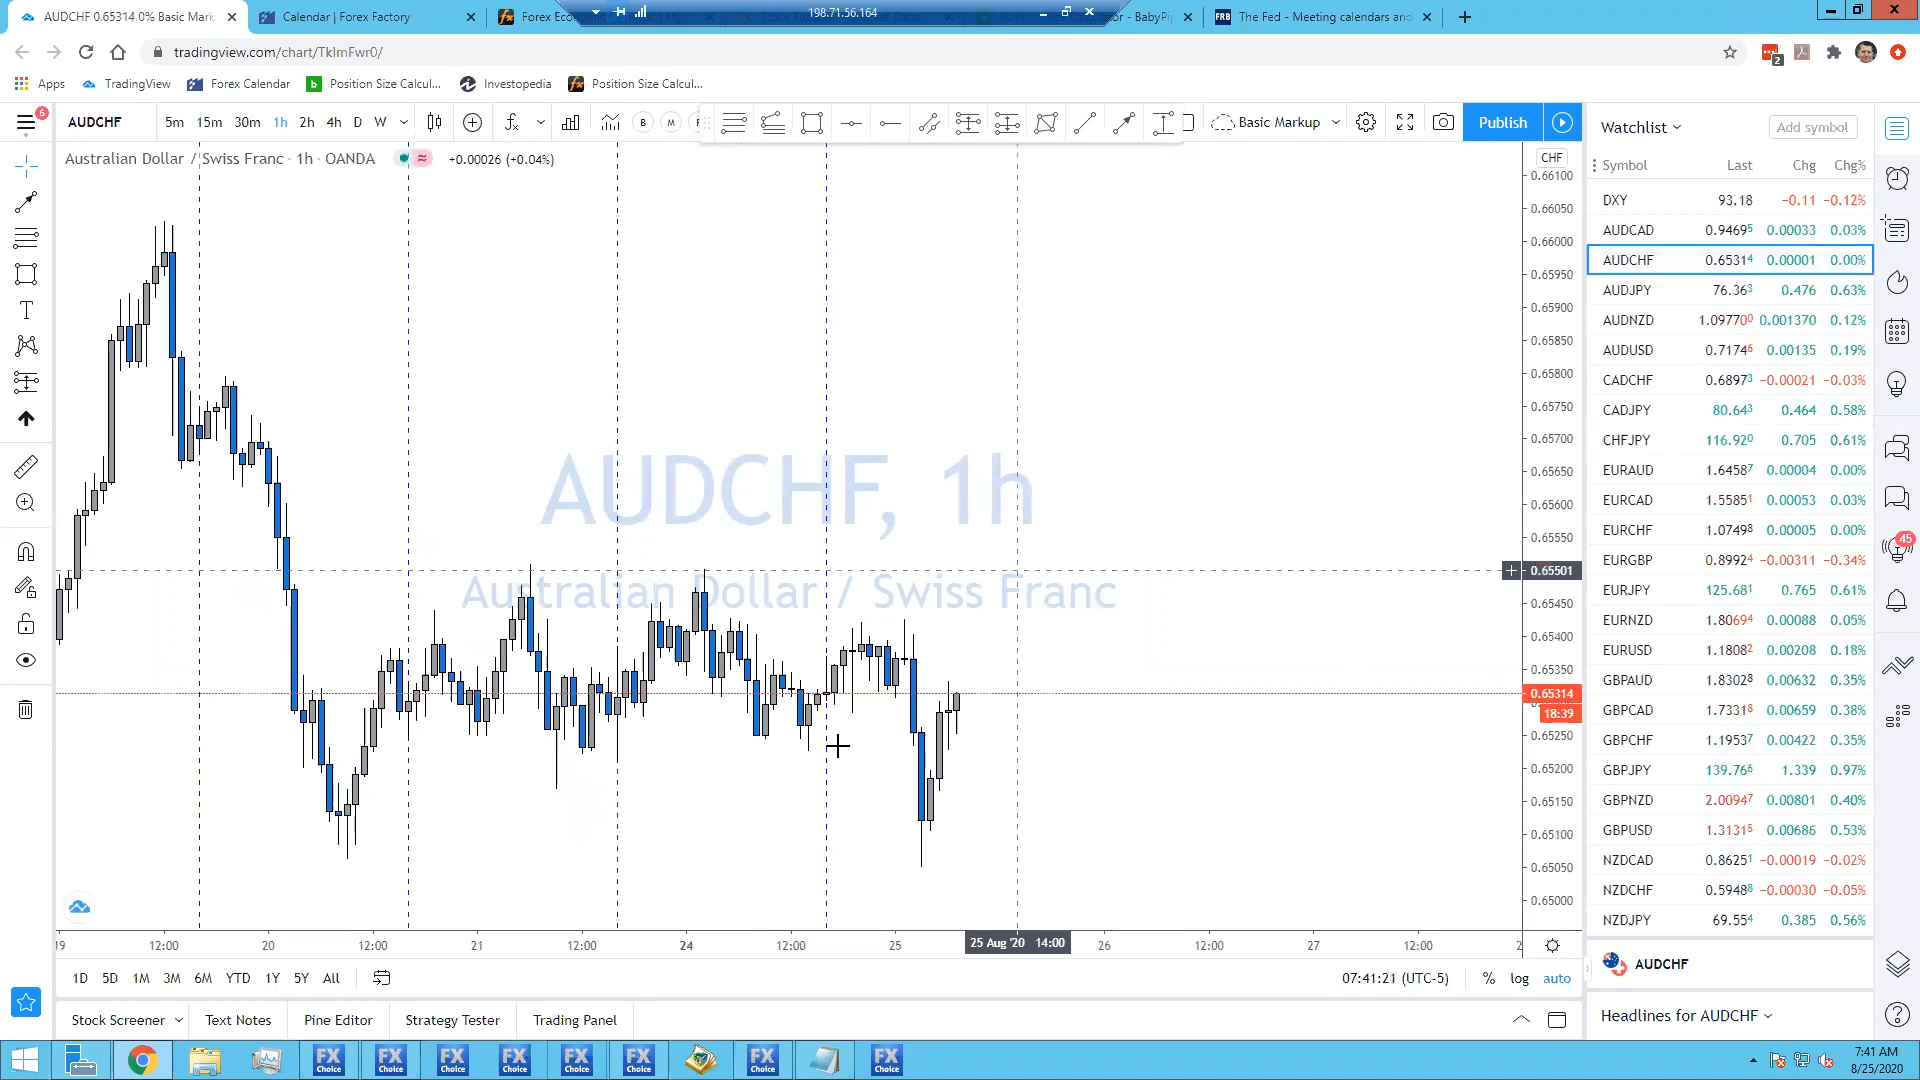 AUDCHF 0.65314 0% Basic Mark
Calendar | Forex Factory
198.71.56.164
The Fed - Meeting calendars and
tradingview.com/chart/TkImFwr0/
2
Apps
TradingView
Forex Calendar
Position Size Calcul...
Investopedia
Position Size Calcul...
6
AUDCHF
5m 15m 30m 1h 2h 4h D W
B
M
Basic Markup
Publish
Australian Dollar / Swiss Franc · 1h · OANDA
+0.00026 (+0.04%)
AUDCHF, 1h
Australian Dollar / Swiss Franc
CHF
0.66100
0.66050
0.66000
0.65950
0.65900
0.65850
0.65800
0.65750
0.65700
0.65650
0.65600
0.65550
0.65501
0.65450
0.65400
0.65350
0.65314
18:39
0.65250
0.65200
0.65150
0.65100
0.65050
0.65000
19 12:00 20 12:00 21 12:00 24 12:00 25 25 Aug '20 14:00 26 12:00 27 12:00 2
1D 5D 1M 3M 6M YTD 1Y 5Y All
07:41:21 (UTC-5) % log auto
Stock Screener
Text Notes
Pine Editor
Strategy Tester
Trading Panel
Watchlist
Add symbol
Symbol Last Chg Chg%
DXY 93.18 −0.11 −0.12%
AUDCAD 0.94695 0.00033 0.03%
AUDCHF 0.65314 0.00001 0.00%
AUDJPY 76.363 0.476 0.63%
AUDNZD 1.097700 0.001370 0.12%
AUDUSD 0.71746 0.00135 0.19%
CADCHF 0.68973 −0.00021 −0.03%
CADJPY 80.643 0.464 0.58%
CHFJPY 116.920 0.705 0.61%
EURAUD 1.64587 0.00004 0.00%
EURCAD 1.55851 0.00053 0.03%
EURCHF 1.07498 0.00005 0.00%
EURGBP 0.89924 −0.00311 −0.34%
EURJPY 125.681 0.765 0.61%
EURNZD 1.80694 0.00088 0.05%
EURUSD 1.18082 0.00208 0.18%
GBPAUD 1.83028 0.00632 0.35%
GBPCAD 1.73318 0.00659 0.38%
GBPCHF 1.19537 0.00422 0.35%
GBPJPY 139.766 1.339 0.97%
GBPNZD 2.00947 0.00801 0.40%
GBPUSD 1.31315 0.00686 0.53%
NZDCAD 0.86251 −0.00019 −0.02%
NZDCHF 0.59488 −0.00030 −0.05%
NZDJPY 69.554 0.385 0.56%
AUDCHF
Headlines for AUDCHF
45
FX Choice
FX Choice
FX Choice
FX Choice
FX Choice
FX Choice
FX Choice
FX Choice
7:41 AM
8/25/2020